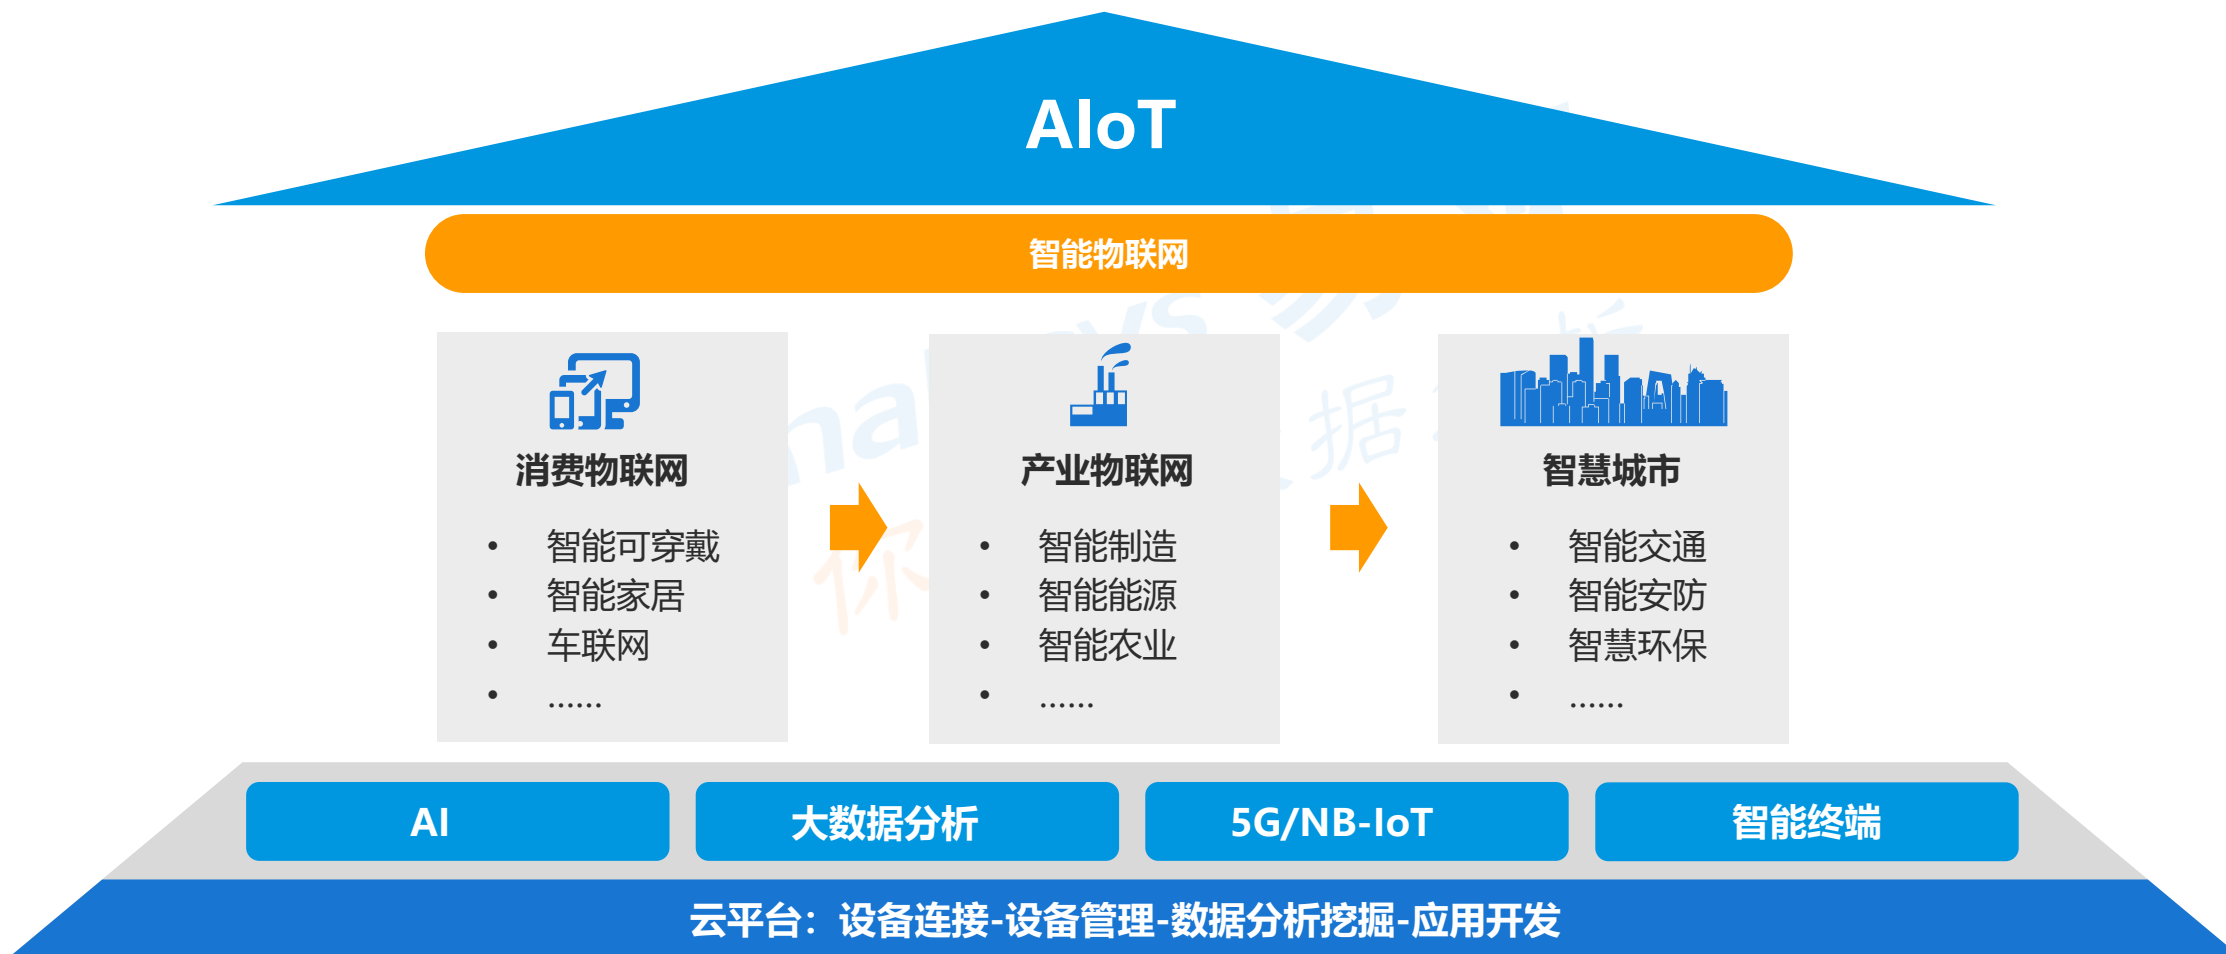 AIoT
智能物联网
消费物联网
• 智能可穿戴
• 智能家居
• 车联网
• ......
产业物联网
• 智能制造
• 智能能源
• 智能农业
• ......
智慧城市
• 智能交通
• 智能安防
• 智慧环保
• ......
AI
大数据分析
5G/NB-IoT
智能终端
云平台：设备连接-设备管理-数据分析挖掘-应用开发